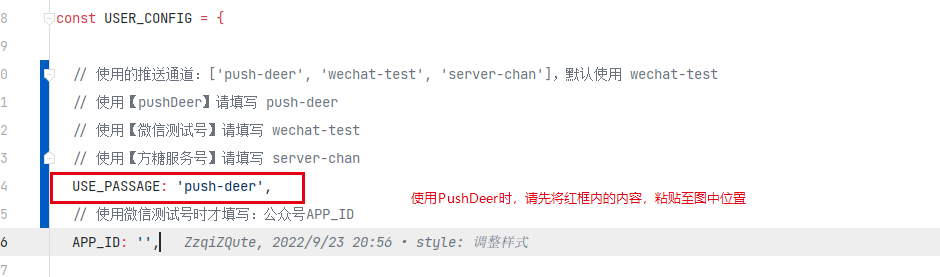 8 const USER_CONFIG = {
9
0 // 使用的推送通道：['push-deer', 'wechat-test', 'server-chan']，默认使用 wechat-test
1 // 使用【pushDeer】请填写 push-deer
2 // 使用【微信测试号】请填写 wechat-test
3 // 使用【方糖服务号】请填写 server-chan
4 USE_PASSAGE: 'push-deer',
使用PushDeer时，请先将红框内的内容，粘贴至图中位置
5 // 使用微信测试号时才填写：公众号APP_ID
6 APP_ID: '', ZzqiZQute, 2022/9/23 20:56 • style: 调整样式
7